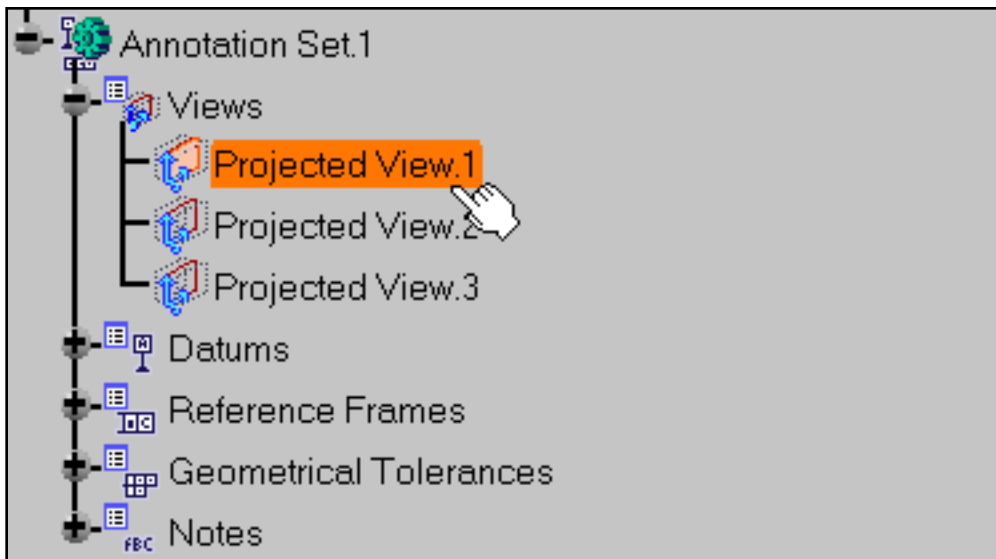 Annotation Set.1
Views
Projected View.1
Projected View.2
Projected View.3
Datums
Reference Frames
Geometrical Tolerances
Notes